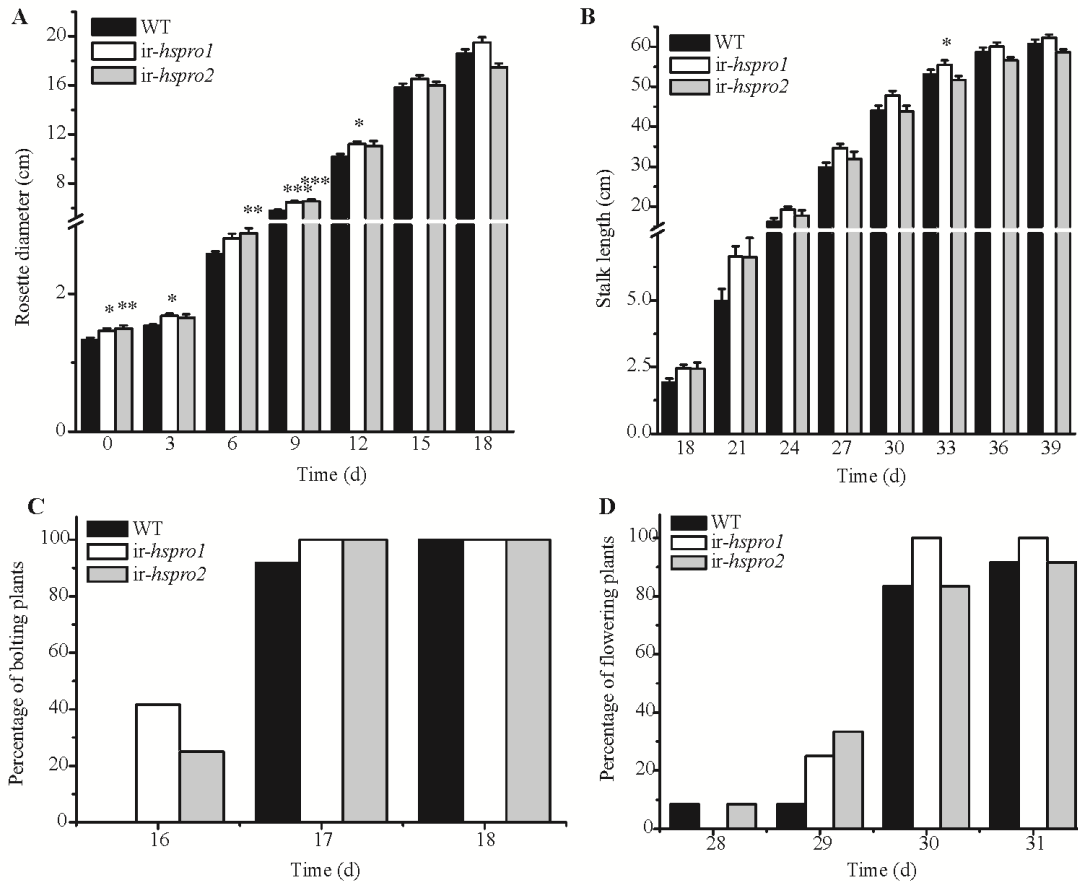 A
WT
ir-hspro1
ir-hspro2
20
16
12
8
2
0
Rosette diameter (cm)
* **
*
**
*** ***
*
0 3 6 9 12 15 18
Time (d)
B
WT
ir-hspro1
ir-hspro2
60
50
40
30
20
5.0
2.5
0.0
Stalk length (cm)
*
18 21 24 27 30 33 36 39
Time (d)
C
WT
ir-hspro1
ir-hspro2
100
80
60
40
20
0
Percentage of bolting plants
16 17 18
Time (d)
D
WT
ir-hspro1
ir-hspro2
100
80
60
40
20
0
Percentage of flowering plants
28 29 30 31
Time (d)